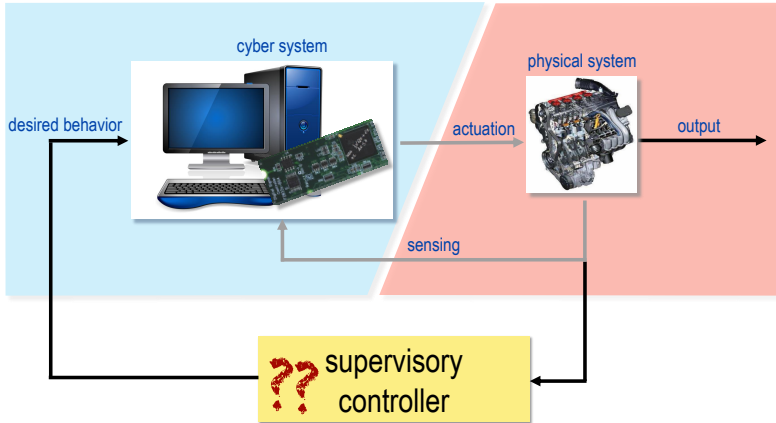 cyber system
physical system
desired behavior
actuation
output
sensing
?? supervisory
controller